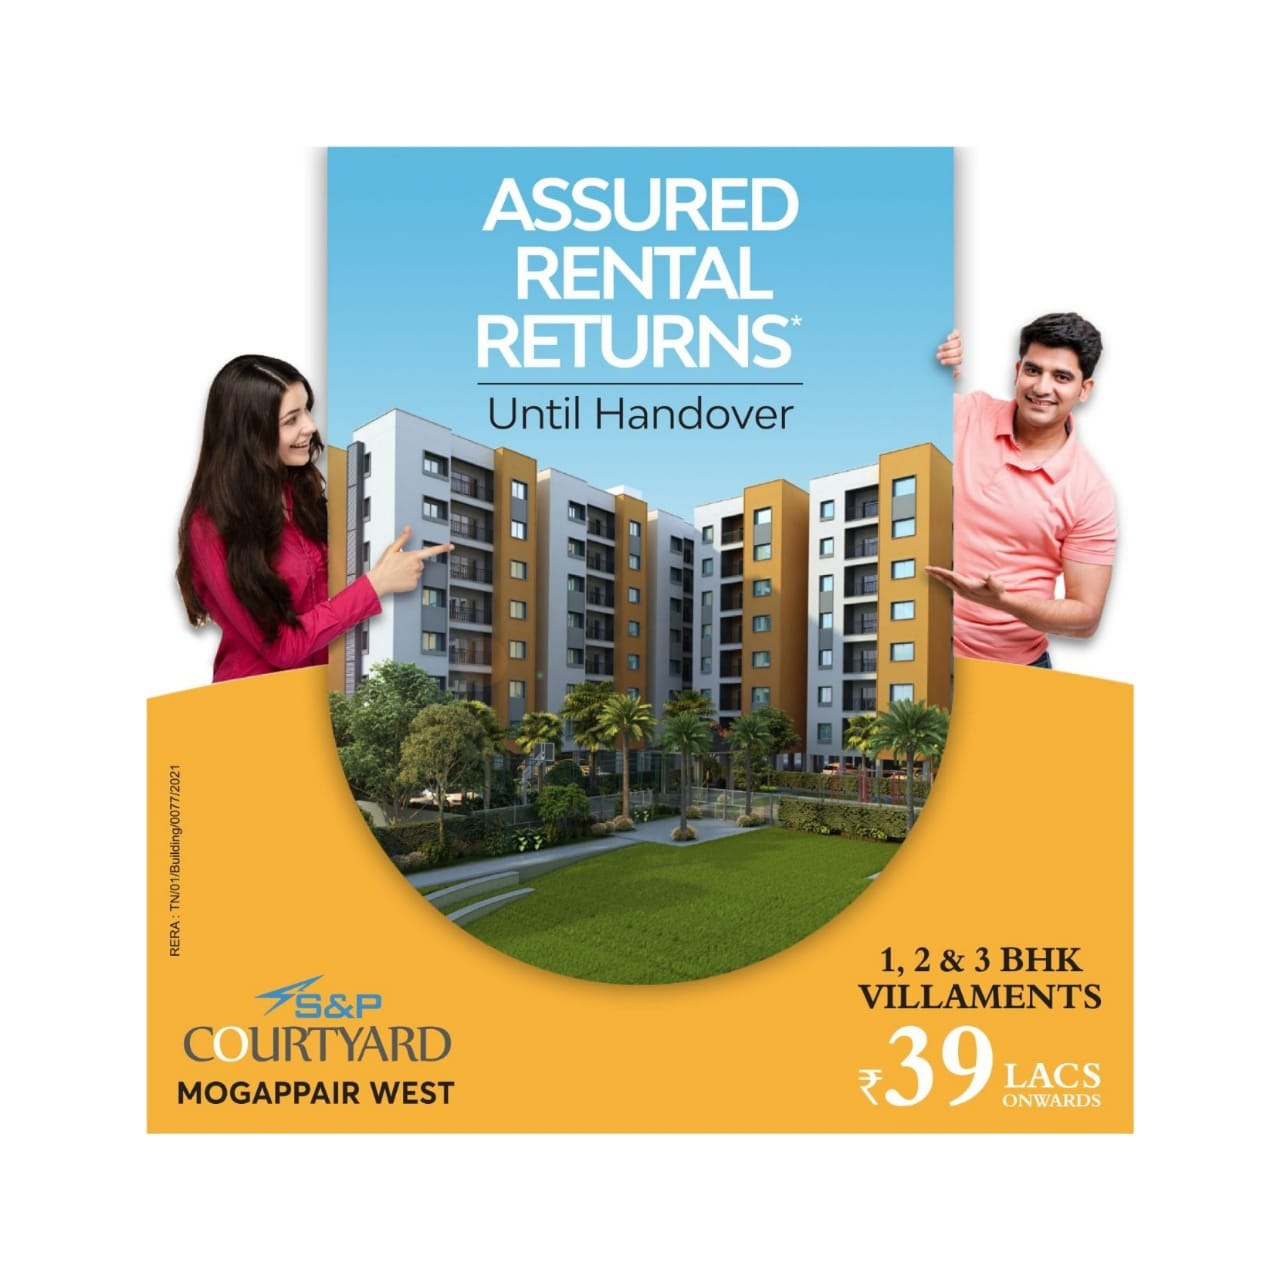 ASSURED
RENTAL
RETURNS*
Until Handover
RERA : TN/01/Building/0077/2021
S&P
COURTYARD
MOGAPPAIR WEST
1, 2 & 3 BHK
VILLAMENTS
₹39 LACS
ONWARDS